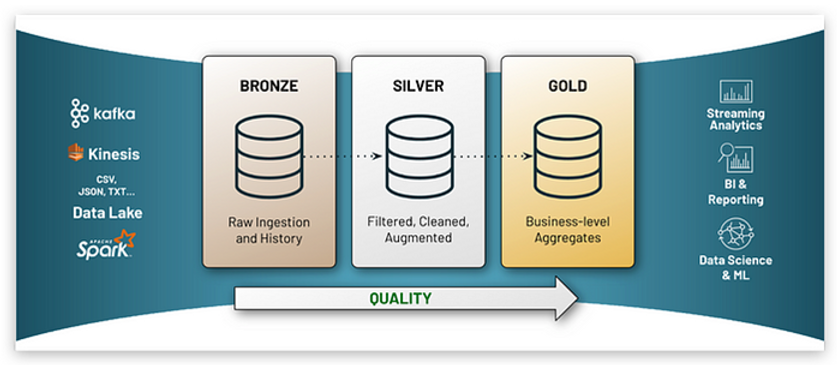 kafka
Kinesis
CSV,
JSON, TXT...
Data Lake
APACHE
Spark
BRONZE
Raw Ingestion
and History
SILVER
Filtered, Cleaned,
Augmented
GOLD
Business-level
Aggregates
QUALITY
Streaming
Analytics
BI &
Reporting
Data Science
& ML